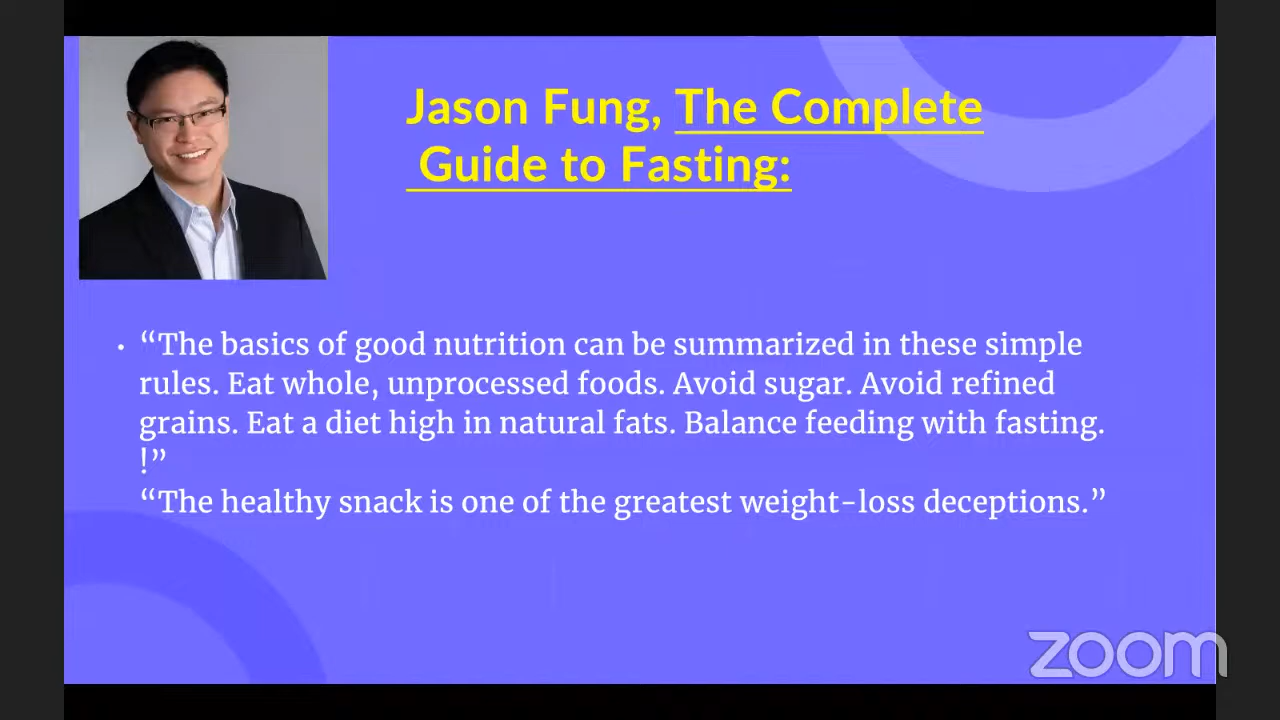 Jason Fung, The Complete
Guide to Fasting:
• “The basics of good nutrition can be summarized in these simple
rules. Eat whole, unprocessed foods. Avoid sugar. Avoid refined
grains. Eat a diet high in natural fats. Balance feeding with fasting.
!”
“The healthy snack is one of the greatest weight-loss deceptions.”
zoom